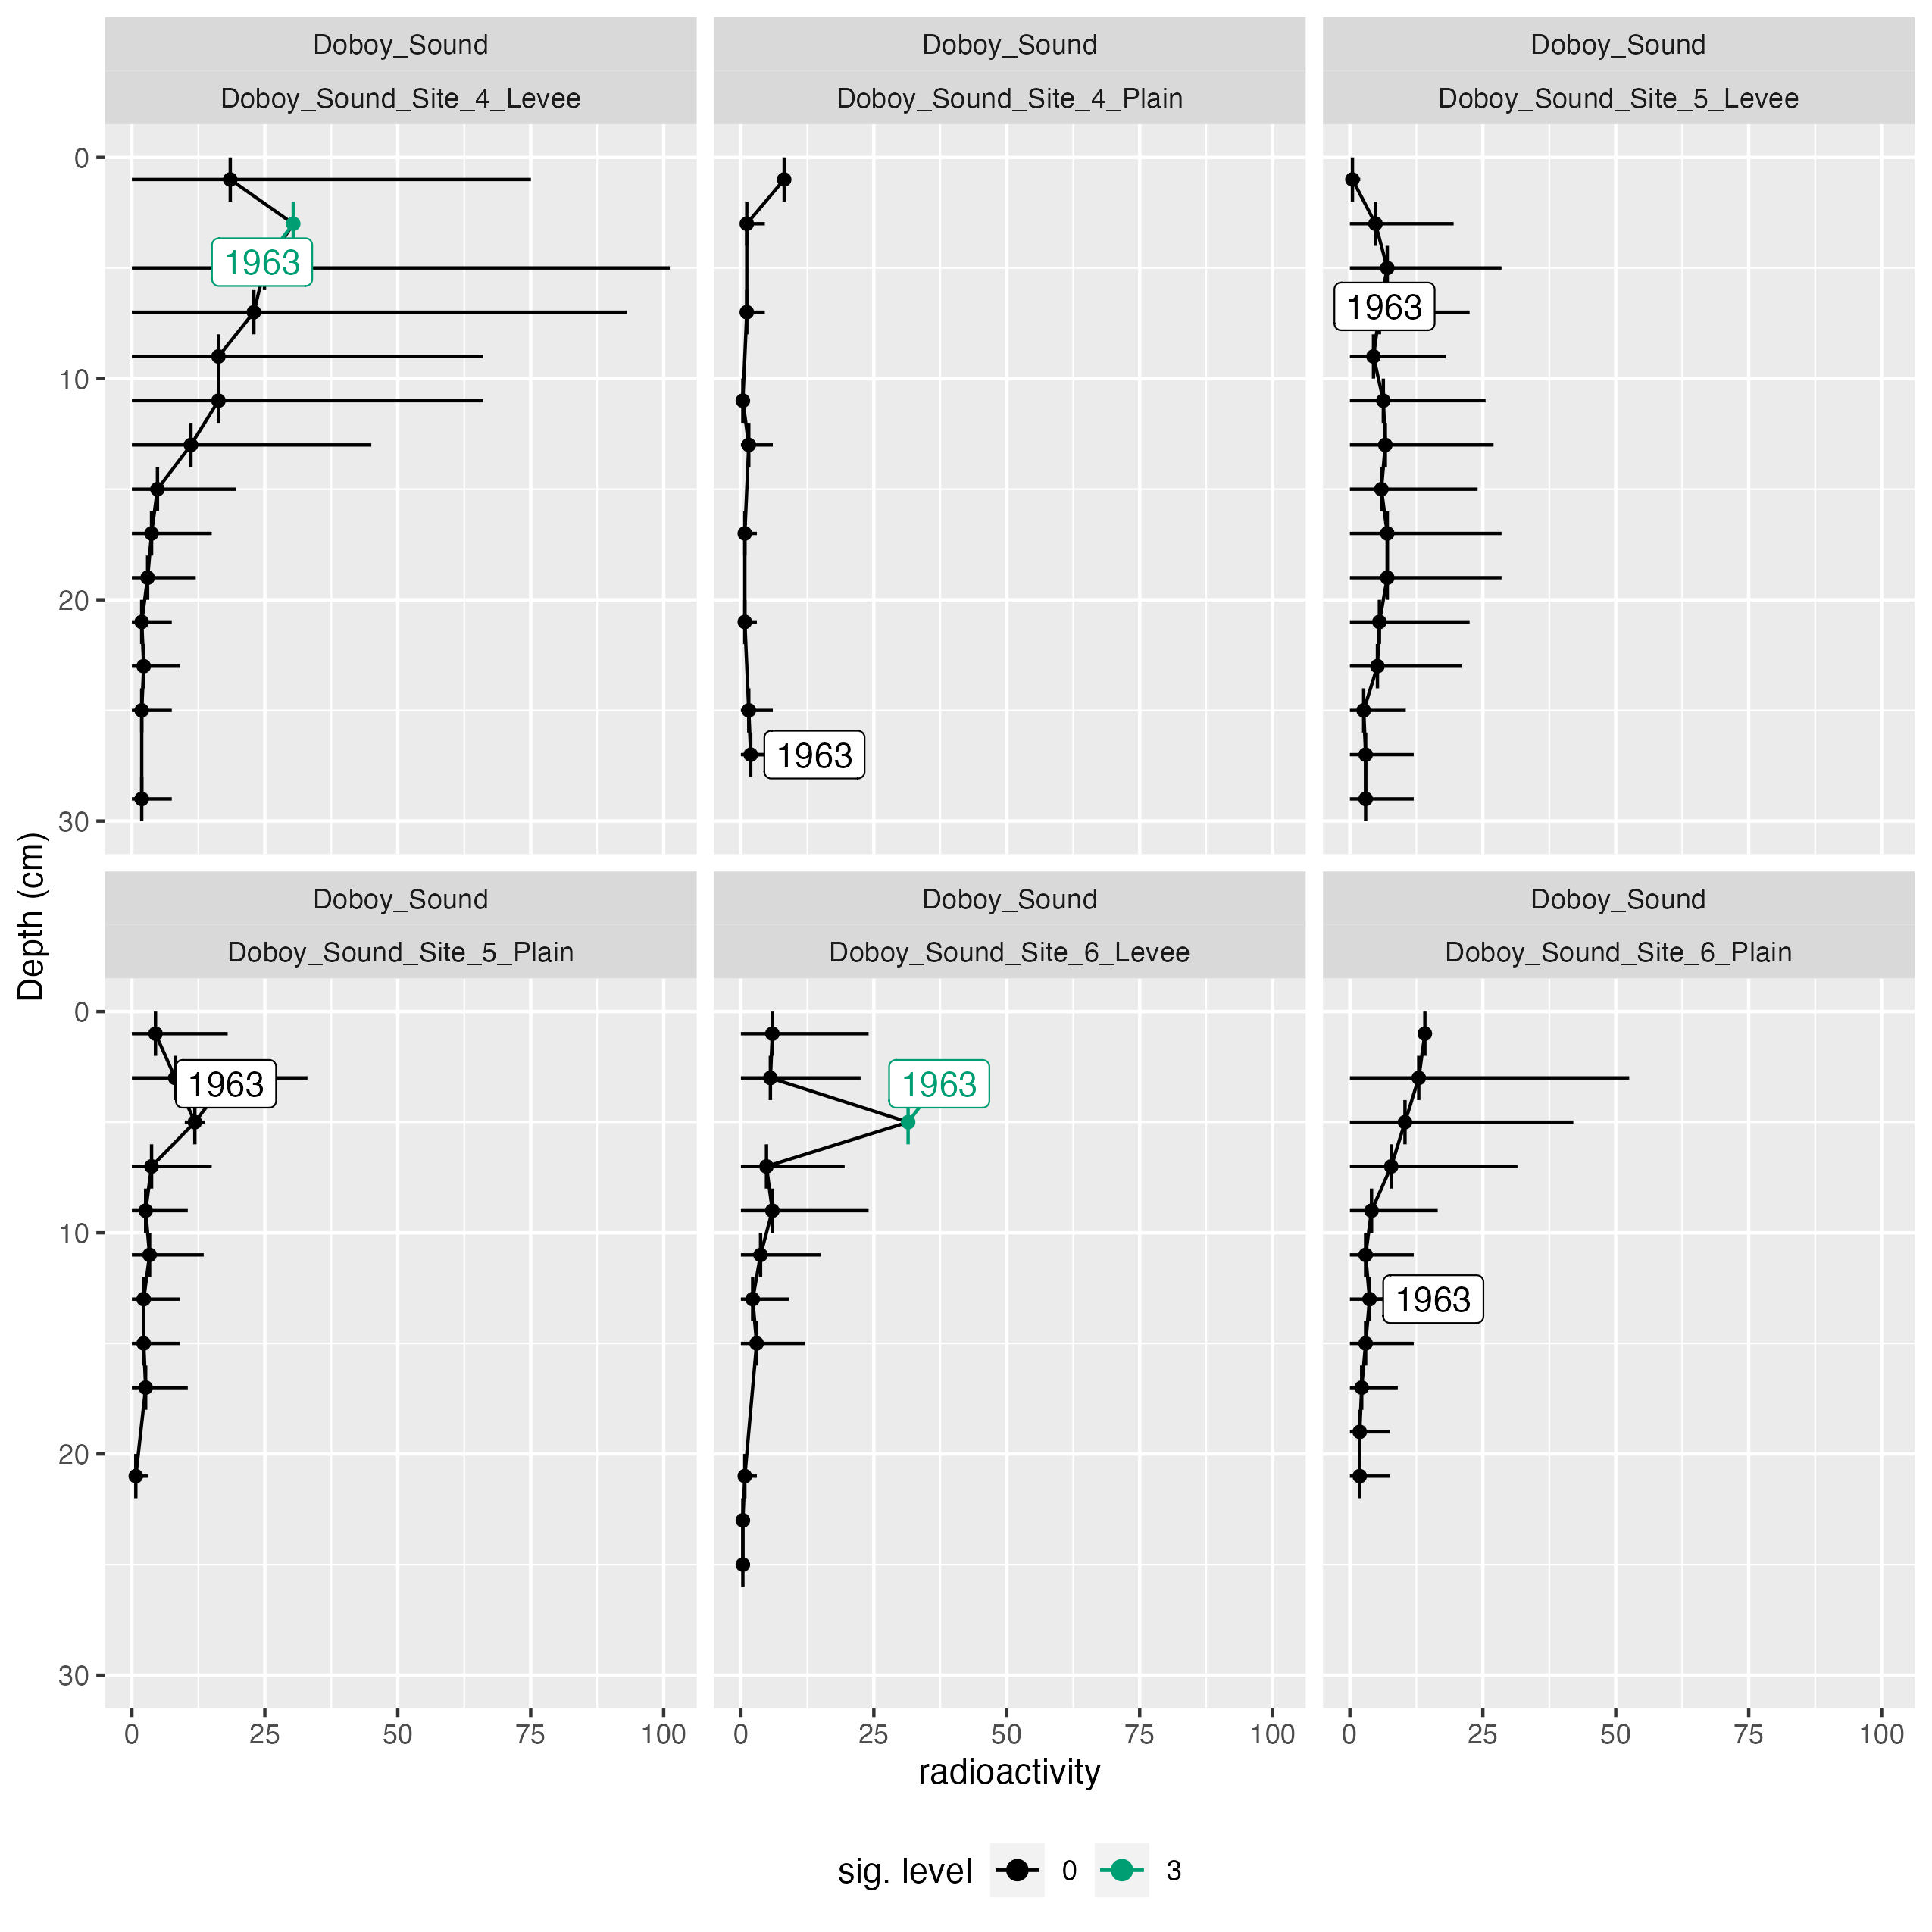 Doboy_Sound
Doboy_Sound
Doboy_Sound
Doboy_Sound_Site_4_Levee
Doboy_Sound_Site_4_Plain
Doboy_Sound_Site_5_Levee
0
10
20
30
1963
1963
1963
Depth (cm)
Doboy_Sound
Doboy_Sound
Doboy_Sound
Doboy_Sound_Site_5_Plain
Doboy_Sound_Site_6_Levee
Doboy_Sound_Site_6_Plain
0
10
20
30
1963
1963
1963
0 25 50 75 100
0 25 50 75 100
0 25 50 75 100
radioactivity
sig. level 0 3